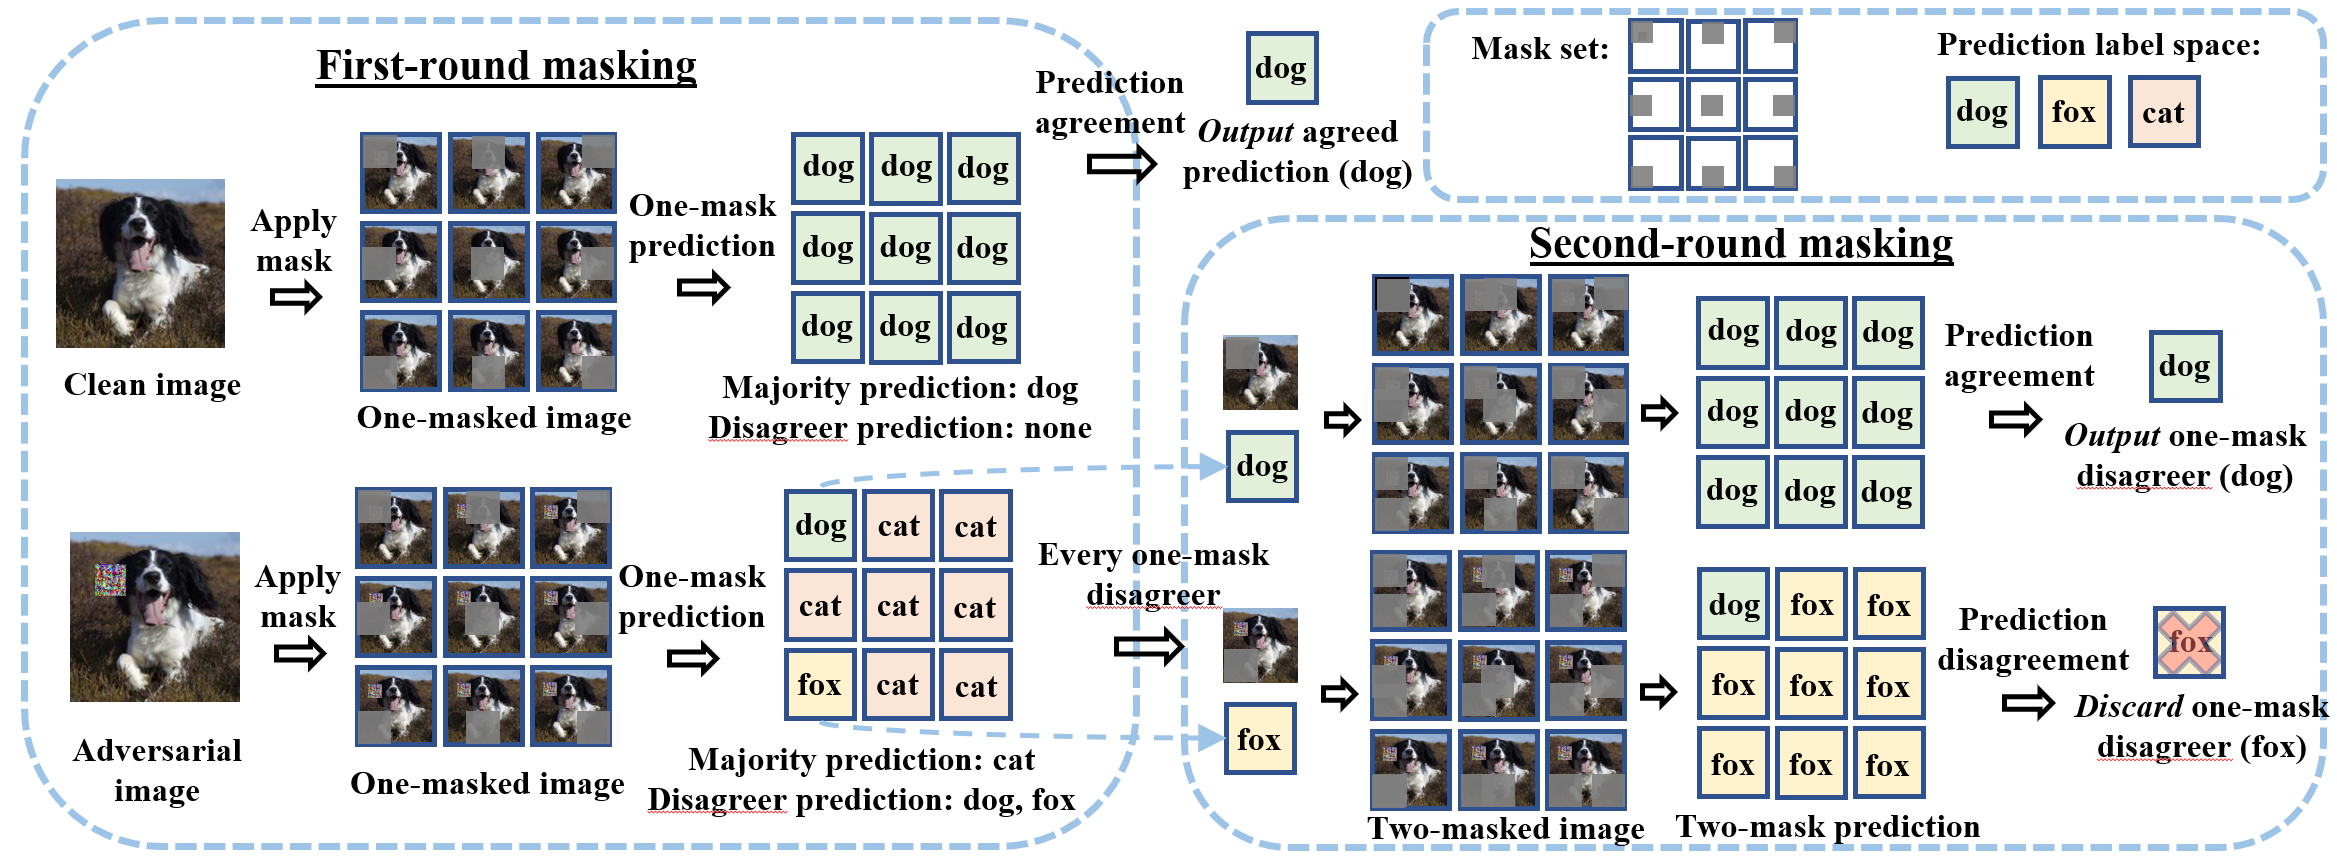 First-round masking
Clean image
Apply
mask
One-masked image
One-mask
prediction
dog dog dog
dog dog dog
dog dog dog
Majority prediction: dog
Disagreer prediction: none
Prediction
agreement
dog
Output agreed
prediction (dog)
Mask set:
Prediction label space:
dog fox cat
Adversarial
image
Apply
mask
One-masked image
One-mask
prediction
dog cat cat
cat cat cat
fox cat cat
Majority prediction: cat
Disagreer prediction: dog, fox
Every one-mask
disagreer
Second-round masking
dog
dog dog dog
dog dog dog
dog dog dog
Prediction
agreement
dog
Output one-mask
disagreer (dog)
fox
Two-masked image
dog fox fox
fox fox fox
fox fox fox
Two-mask prediction
Prediction
disagreement
fox
Discard one-mask
disagreer (fox)